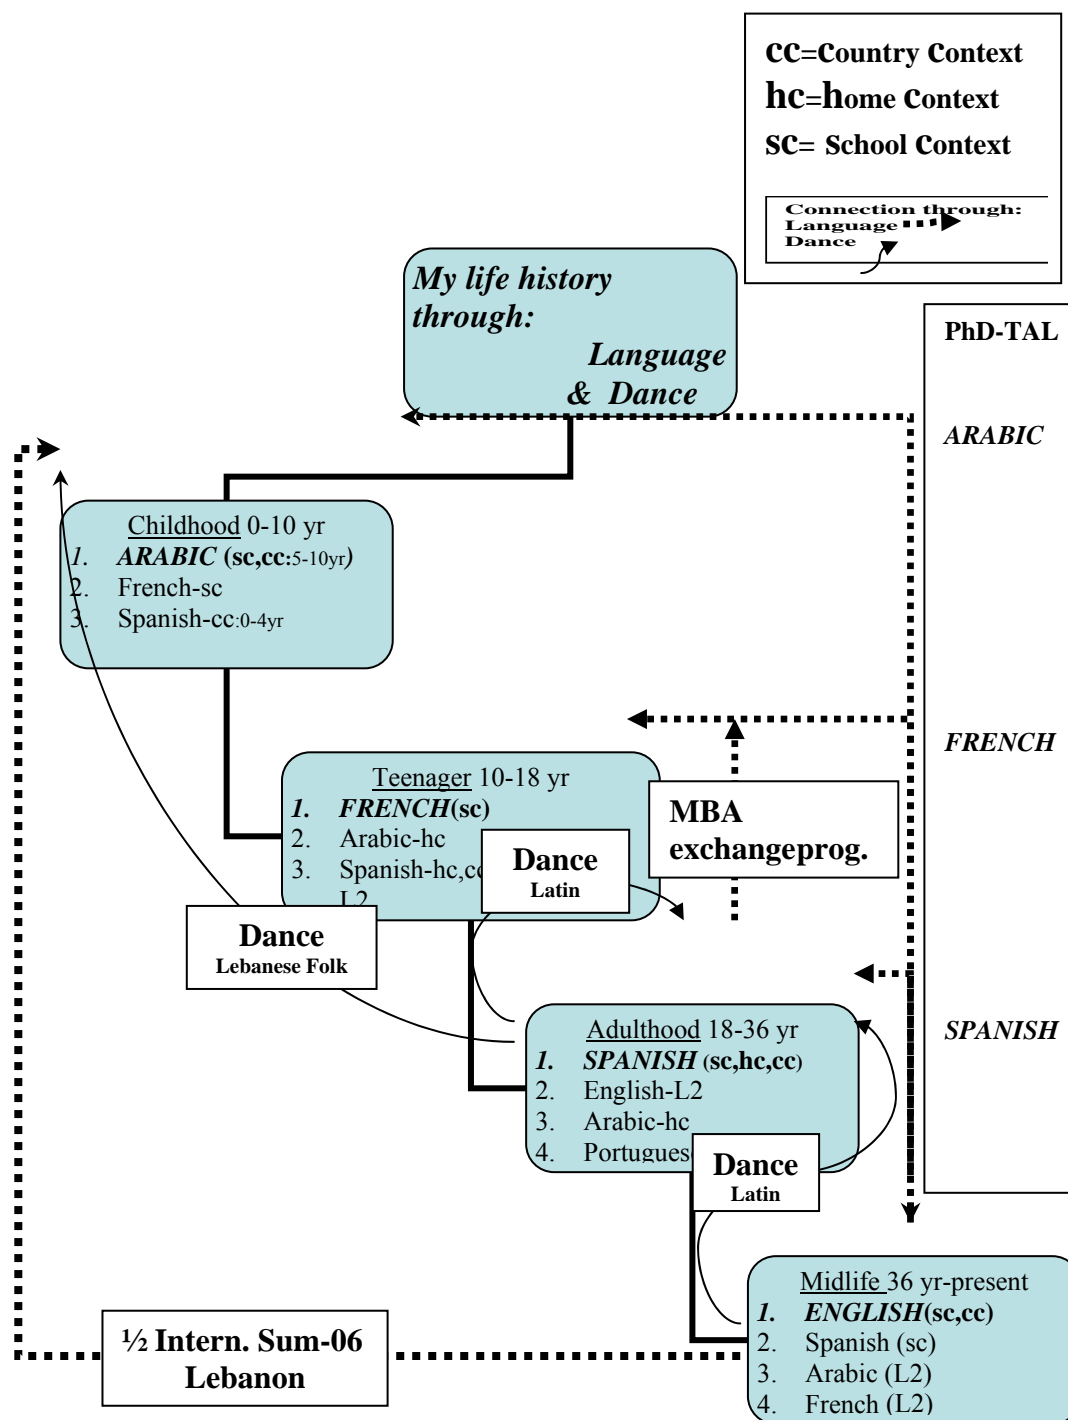 cc=Country Context
hc=home Context
sc= School Context
Connection through:
Language
Dance
My life history
through:
Language
& Dance
PhD-TAL
ARABIC
FRENCH
SPANISH
Childhood 0-10 yr
1. ARABIC (sc,cc:5-10yr)
2. French-sc
3. Spanish-cc:0-4yr
Teenager 10-18 yr
1. FRENCH(sc)
2. Arabic-hc
3. Spanish-hc,cc
L2
MBA
exchangeprog.
Dance
Latin
Dance
Lebanese Folk
Adulthood 18-36 yr
1. SPANISH (sc,hc,cc)
2. English-L2
3. Arabic-hc
4. Portuguese
Dance
Latin
Midlife 36 yr-present
1. ENGLISH(sc,cc)
2. Spanish (sc)
3. Arabic (L2)
4. French (L2)
½ Intern. Sum-06
Lebanon